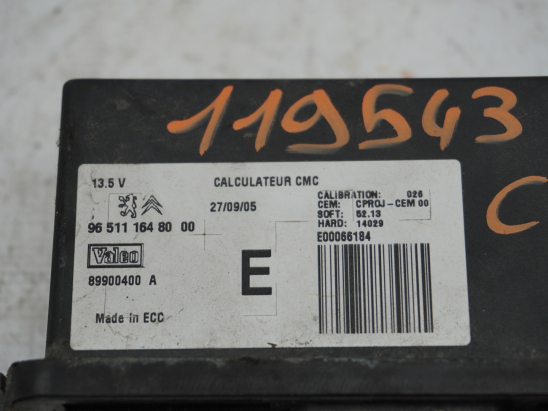 119543
C
13.5 V
CALCULATEUR CMC
27/09/05
96 511 164 80 00
Valeo
89900400 A
Made in ECC
E
CALIBRATION: 026
CEM: CPROJ-CEM 00
SOFT: 52.13
HARD: 14029
E00066184